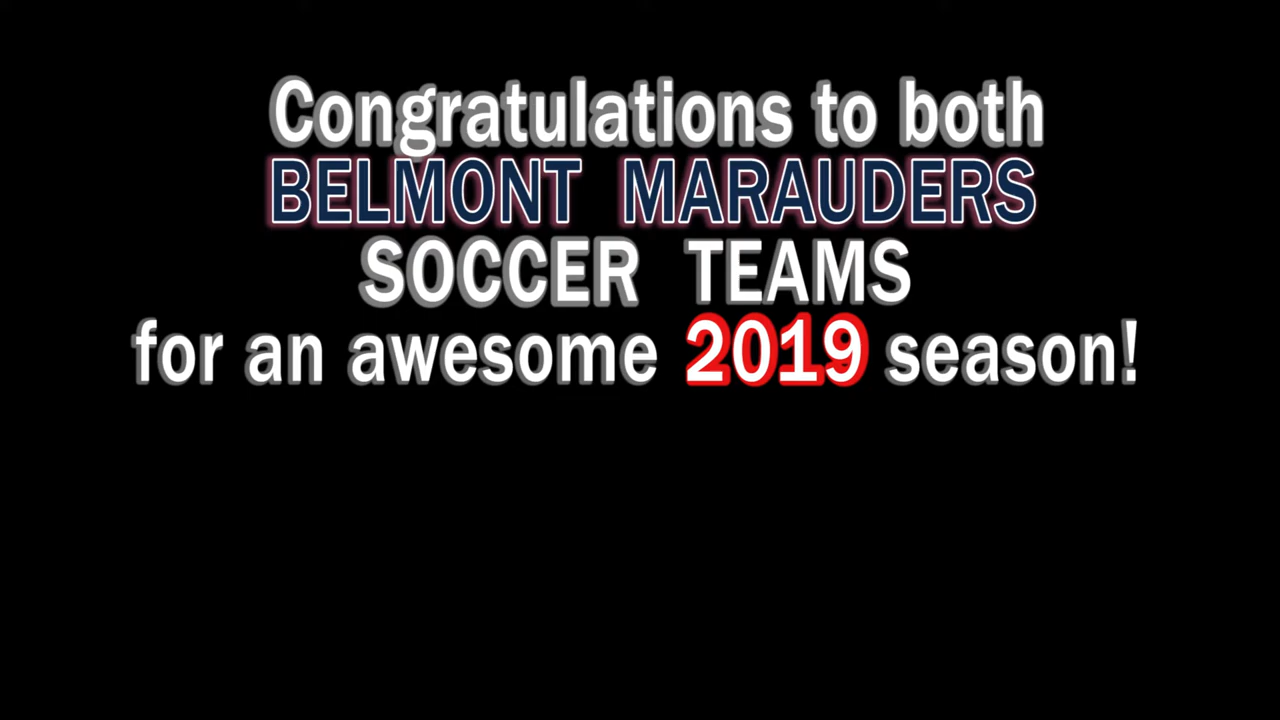 Congratulations to both
BELMONT MARAUDERS
SOCCER TEAMS
for an awesome 2019 season!